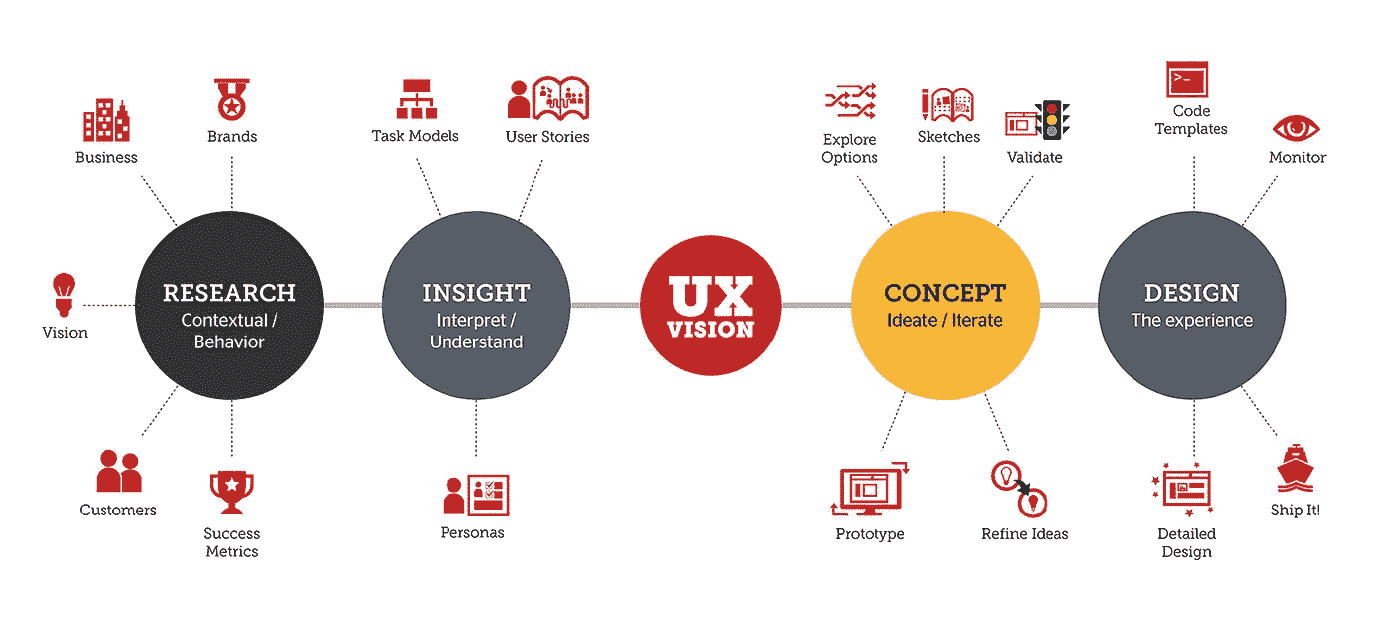 Business
Brands
Vision
RESEARCH
Contextual /
Behavior
Customers
Success
Metrics
Task Models
User Stories
INSIGHT
Interpret /
Understand
Personas
UX
VISION
Explore
Options
Sketches
Validate
CONCEPT
Ideate / Iterate
Prototype
Refine Ideas
>_
Code
Templates
Monitor
DESIGN
The experience
Detailed
Design
Ship It!